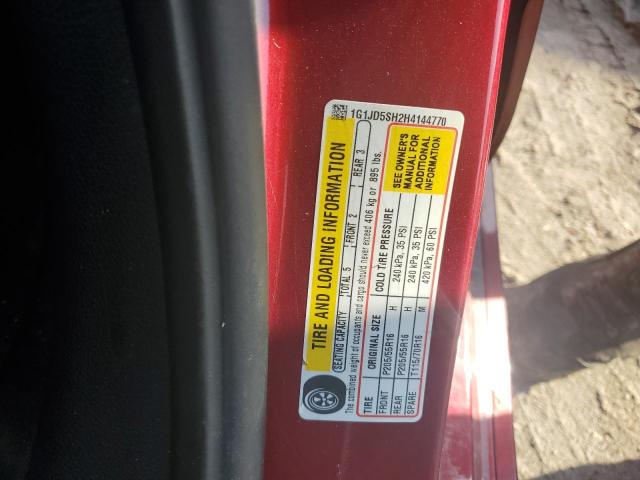 1G1JD5SH2H4144770
TIRE AND LOADING INFORMATION
SEATING CAPACITY TOTAL 5 FRONT 2 REAR 3
The combined weight of occupants and cargo should never exceed 406 kg or 895 lbs.
TIRE ORIGINAL SIZE COLD TIRE PRESSURE
FRONT P205/55R16 H 240 kPa, 35 PSI
REAR P205/55R16 H 240 kPa, 35 PSI
SPARE T115/70R16 M 420 kPa, 60 PSI
SEE OWNER'S
MANUAL FOR
ADDITIONAL
INFORMATION